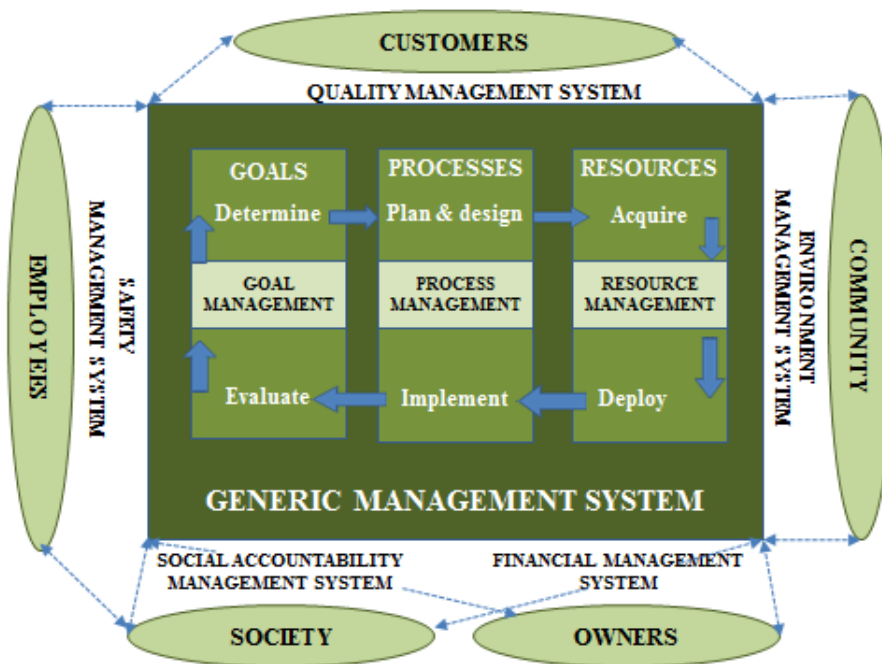 CUSTOMERS
QUALITY MANAGEMENT SYSTEM
EMPLOYEES
SAFETY
MANAGEMENT SYSTEM
GOALS
Determine
PROCESSES
Plan & design
RESOURCES
Acquire
GOAL
MANAGEMENT
PROCESS
MANAGEMENT
RESOURCE
MANAGEMENT
Evaluate
Implement
Deploy
GENERIC MANAGEMENT SYSTEM
ENVIRONMENT
MANAGEMENT SYSTEM
COMMUNITY
SOCIAL ACCOUNTABILITY
MANAGEMENT SYSTEM
FINANCIAL MANAGEMENT
SYSTEM
SOCIETY
OWNERS